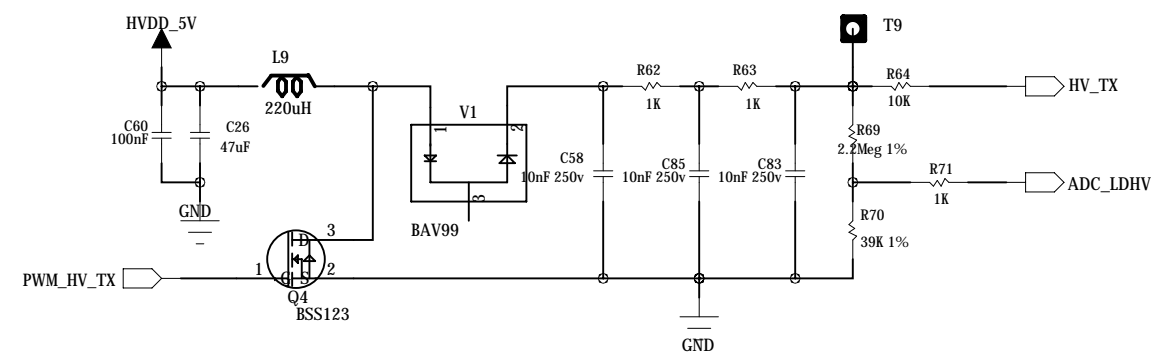 HVDD_5V
T9
L9
R62
R63
R64
HV_TX
220uH
1K
1K
10K
V1
C60
100nF
C26
47uF
1
2
R69
2.2Meg 1%
C58
10nF 250v
C85
10nF 250v
C83
10nF 250v
R71
ADC_LDHV
1K
3
GND
BAV99
R70
39K 1%
D
3
PWM_HV_TX
1
G
S
2
Q4
BSS123
GND